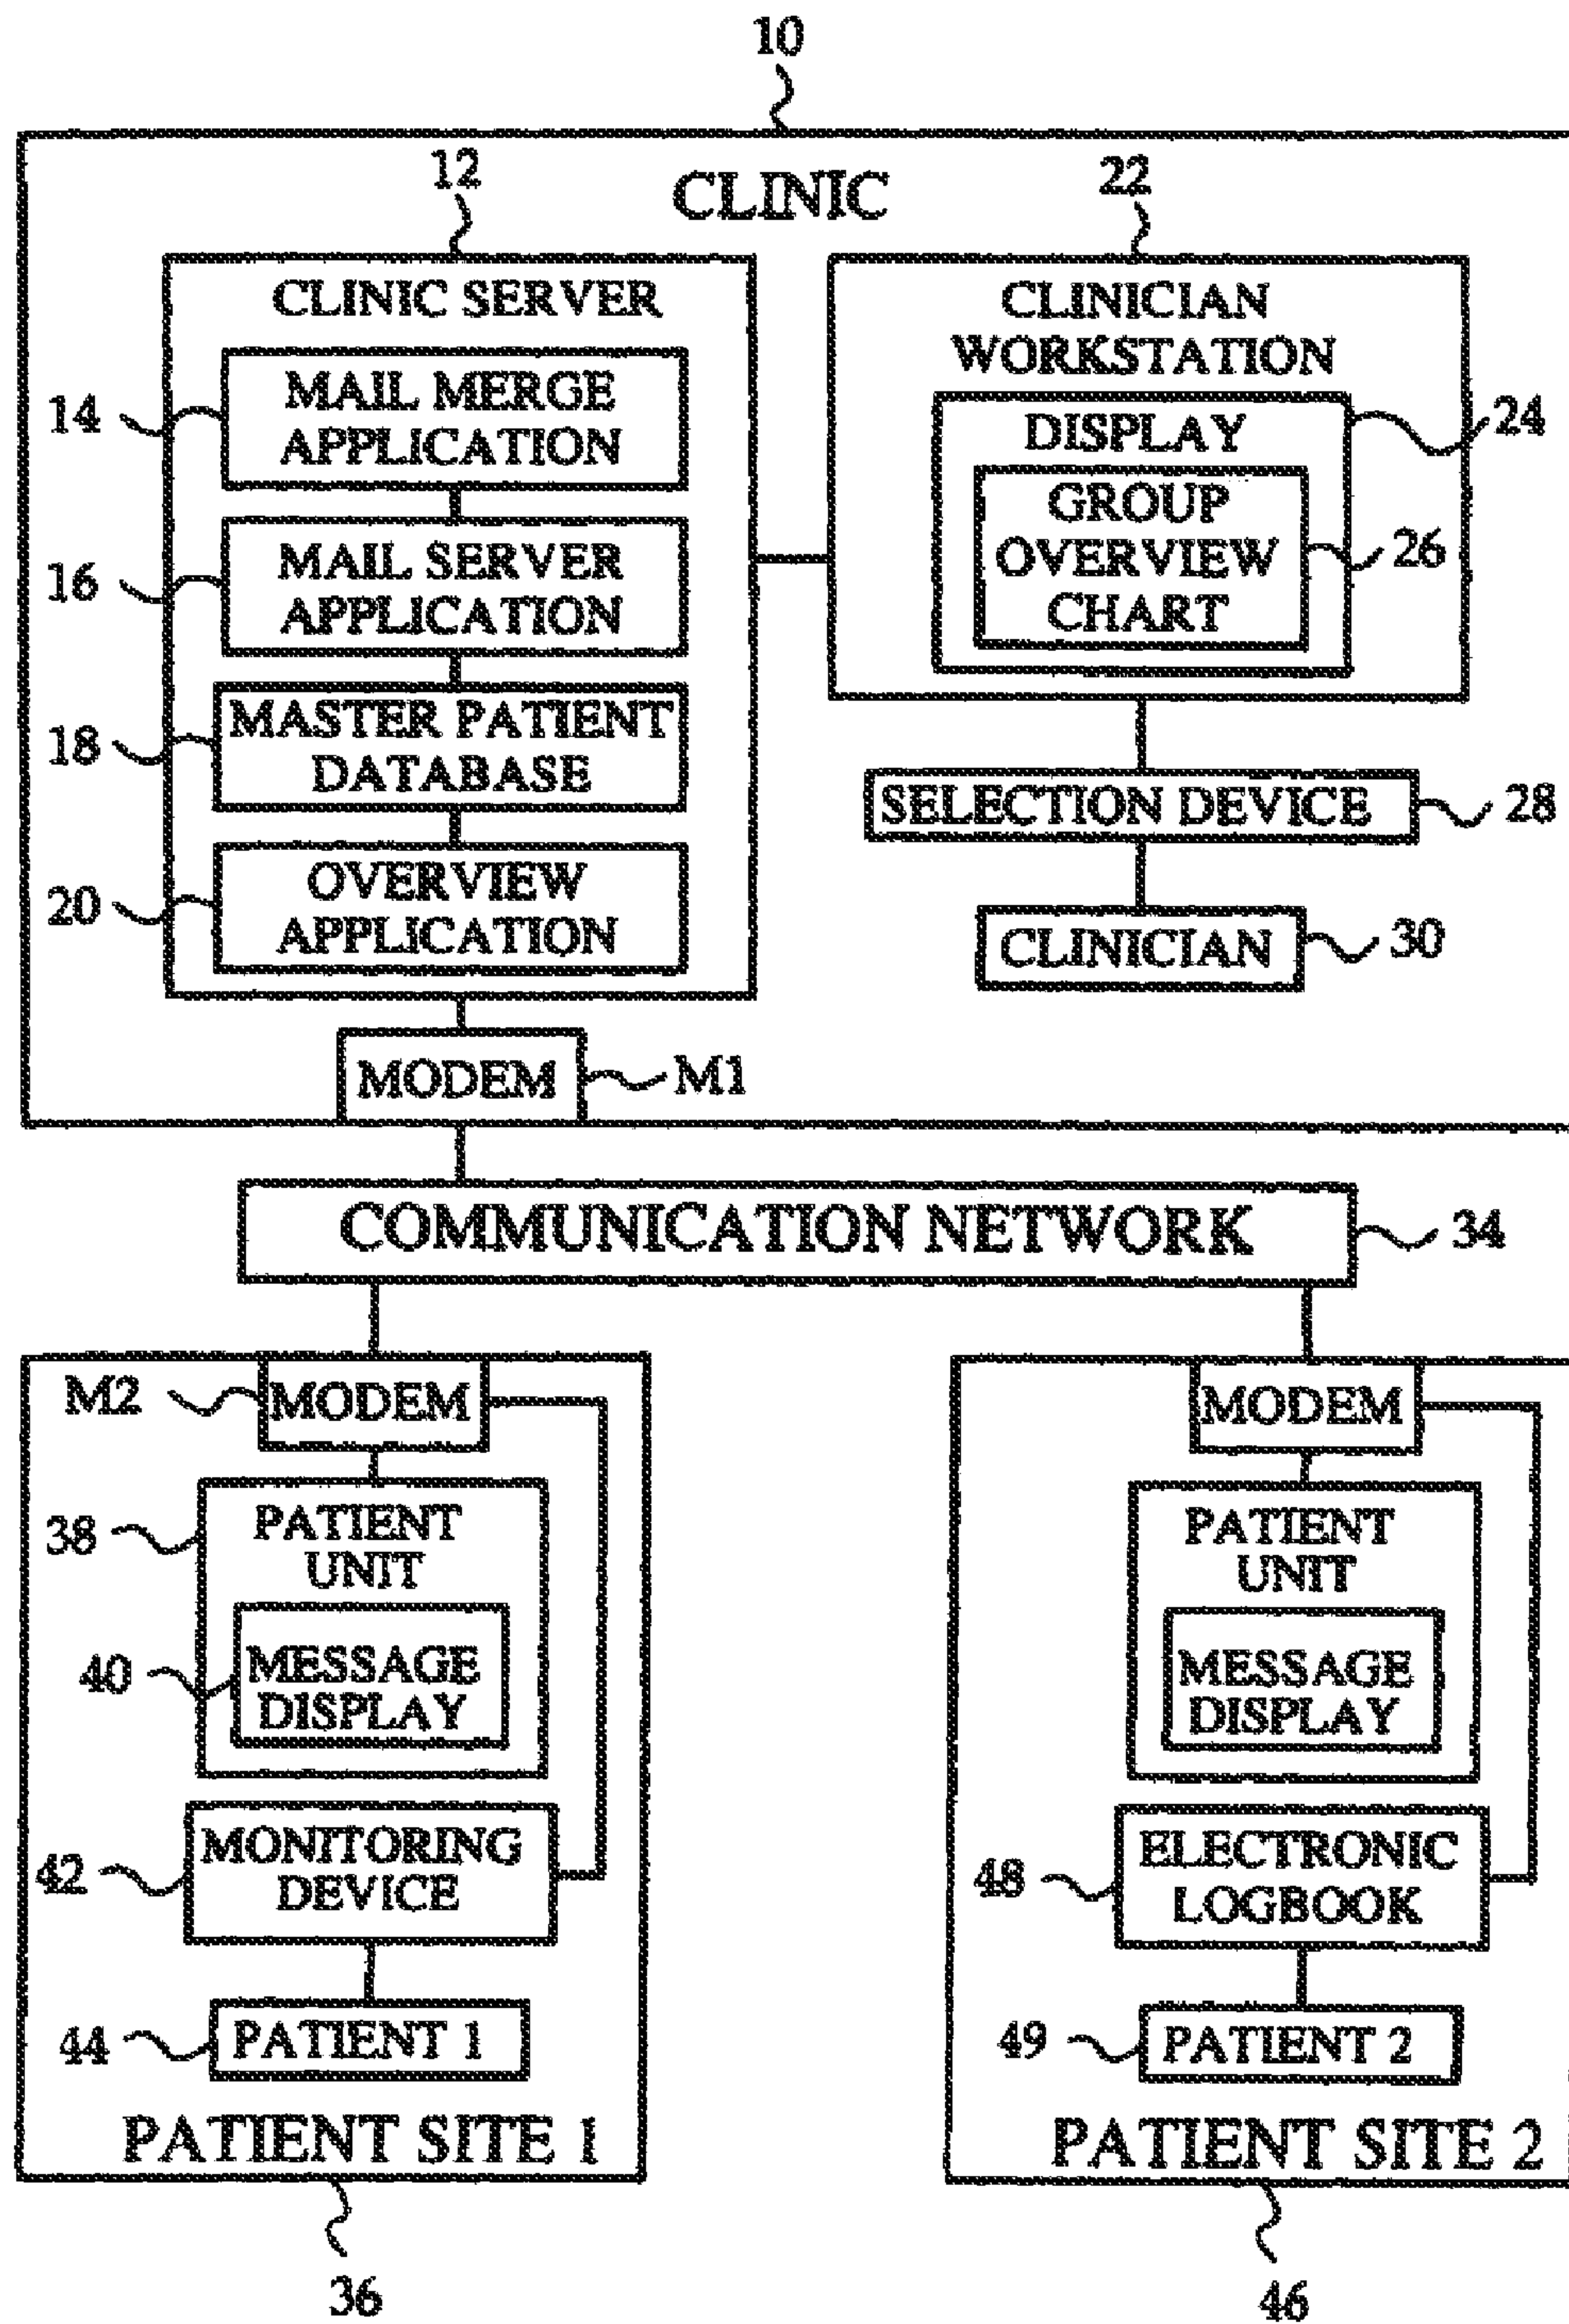 10
12
CLINIC
22
CLINIC SERVER
CLINICIAN
WORKSTATION
14
MAIL MERGE
APPLICATION
DISPLAY
24
GROUP
OVERVIEW
CHART
26
16
MAIL SERVER
APPLICATION
18
MASTER PATIENT
DATABASE
SELECTION DEVICE
28
20
OVERVIEW
APPLICATION
CLINICIAN
30
MODEM
M1
COMMUNICATION NETWORK
34
M2
MODEM
38
PATIENT
UNIT
40
MESSAGE
DISPLAY
42
MONITORING
DEVICE
44
PATIENT 1
PATIENT SITE 1
36
MODEM
PATIENT
UNIT
MESSAGE
DISPLAY
48
ELECTRONIC
LOGBOOK
49
PATIENT 2
PATIENT SITE 2
46